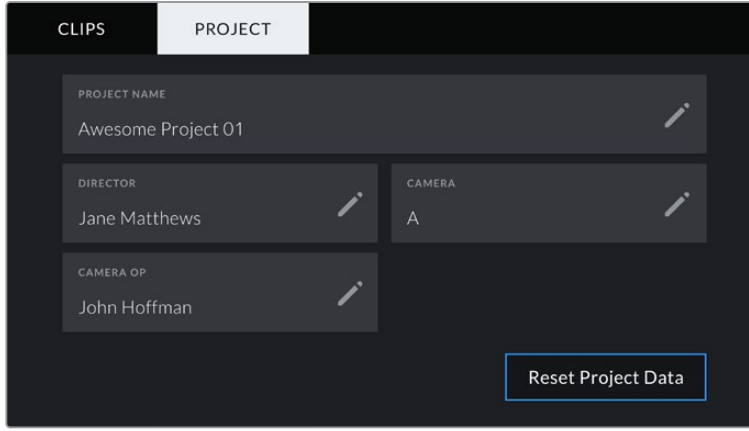 CLIPS PROJECT
PROJECT NAME
Awesome Project 01
DIRECTOR
Jane Matthews
CAMERA
A
CAMERA OP
John Hoffman
Reset Project Data